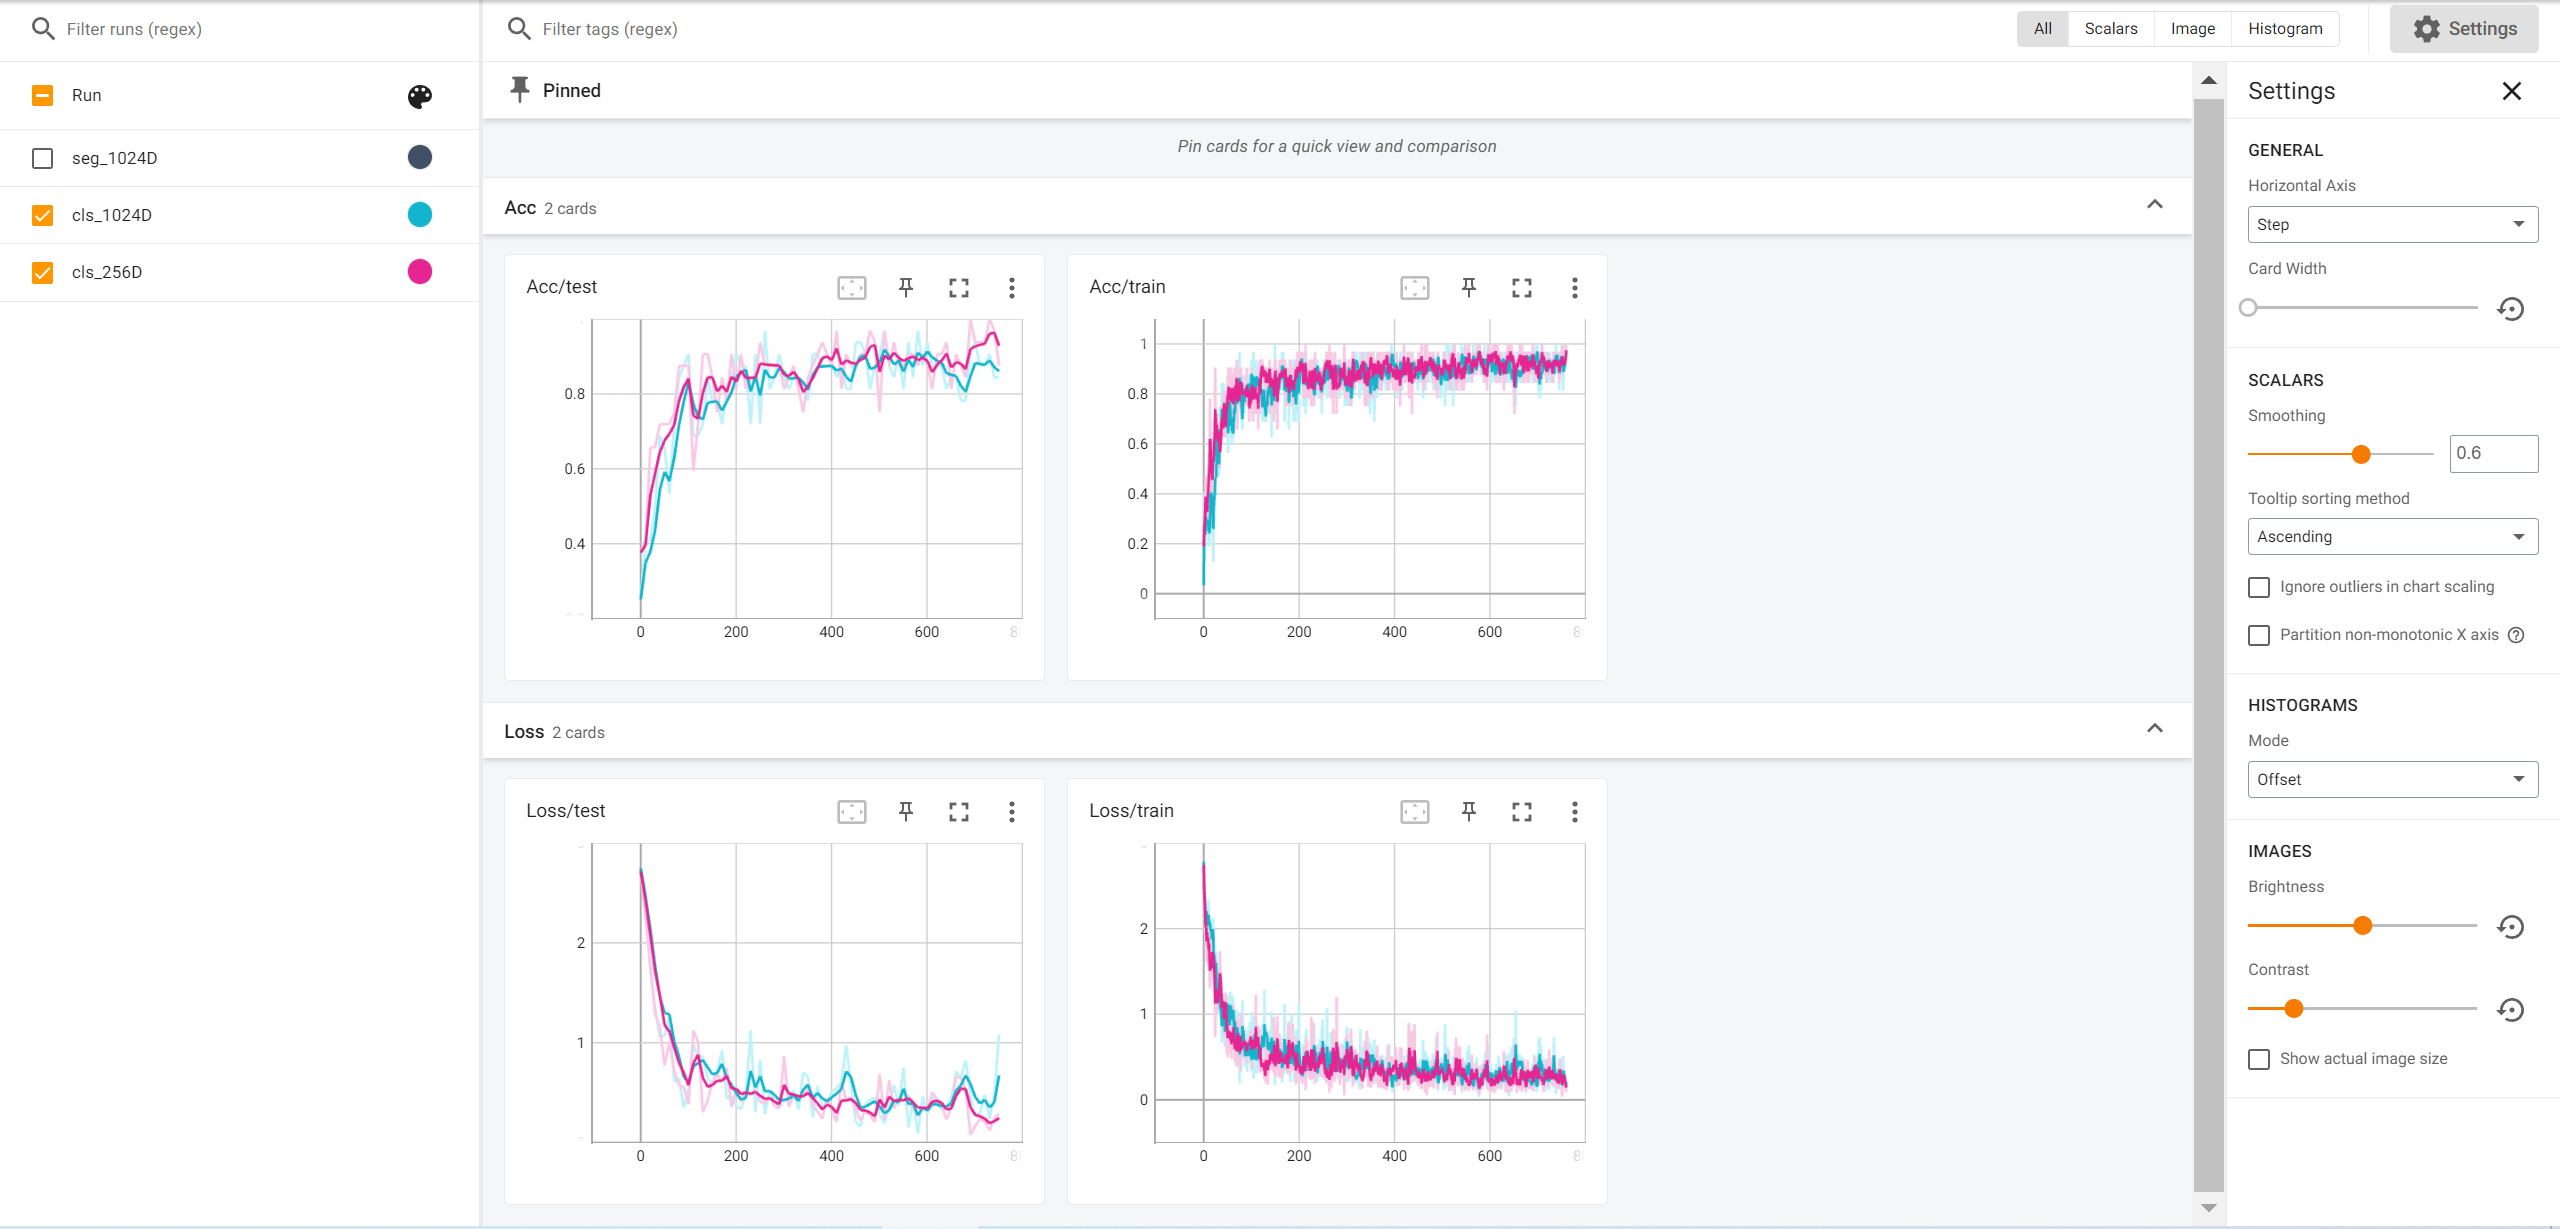 Filter runs (regex)
Filter tags (regex)
All
Scalars
Image
Histogram
Settings
Run
seg_1024D
cls_1024D
cls_256D
Pinned
Pin cards for a quick view and comparison
Acc 2 cards
Acc/test
0.8
0.6
0.4
0
200
400
600
Acc/train
1
0.8
0.6
0.4
0.2
0
0
200
400
600
Loss 2 cards
Loss/test
2
1
0
200
400
600
Loss/train
2
1
0
0
200
400
600
Settings
GENERAL
Horizontal Axis
Step
Card Width
SCALARS
Smoothing
0.6
Tooltip sorting method
Ascending
Ignore outliers in chart scaling
Partition non-monotonic X axis
HISTOGRAMS
Mode
Offset
IMAGES
Brightness
Contrast
Show actual image size